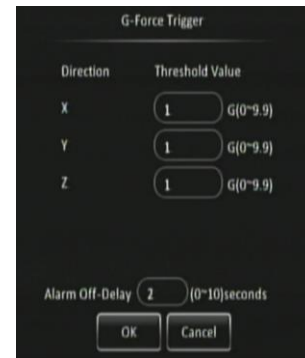 G-Force Trigger
Direction Threshold Value
X 1 G(0~9.9)
Y 1 G(0~9.9)
Z 1 G(0~9.9)
Alarm Off-Delay 2 (0~10)seconds
OK Cancel